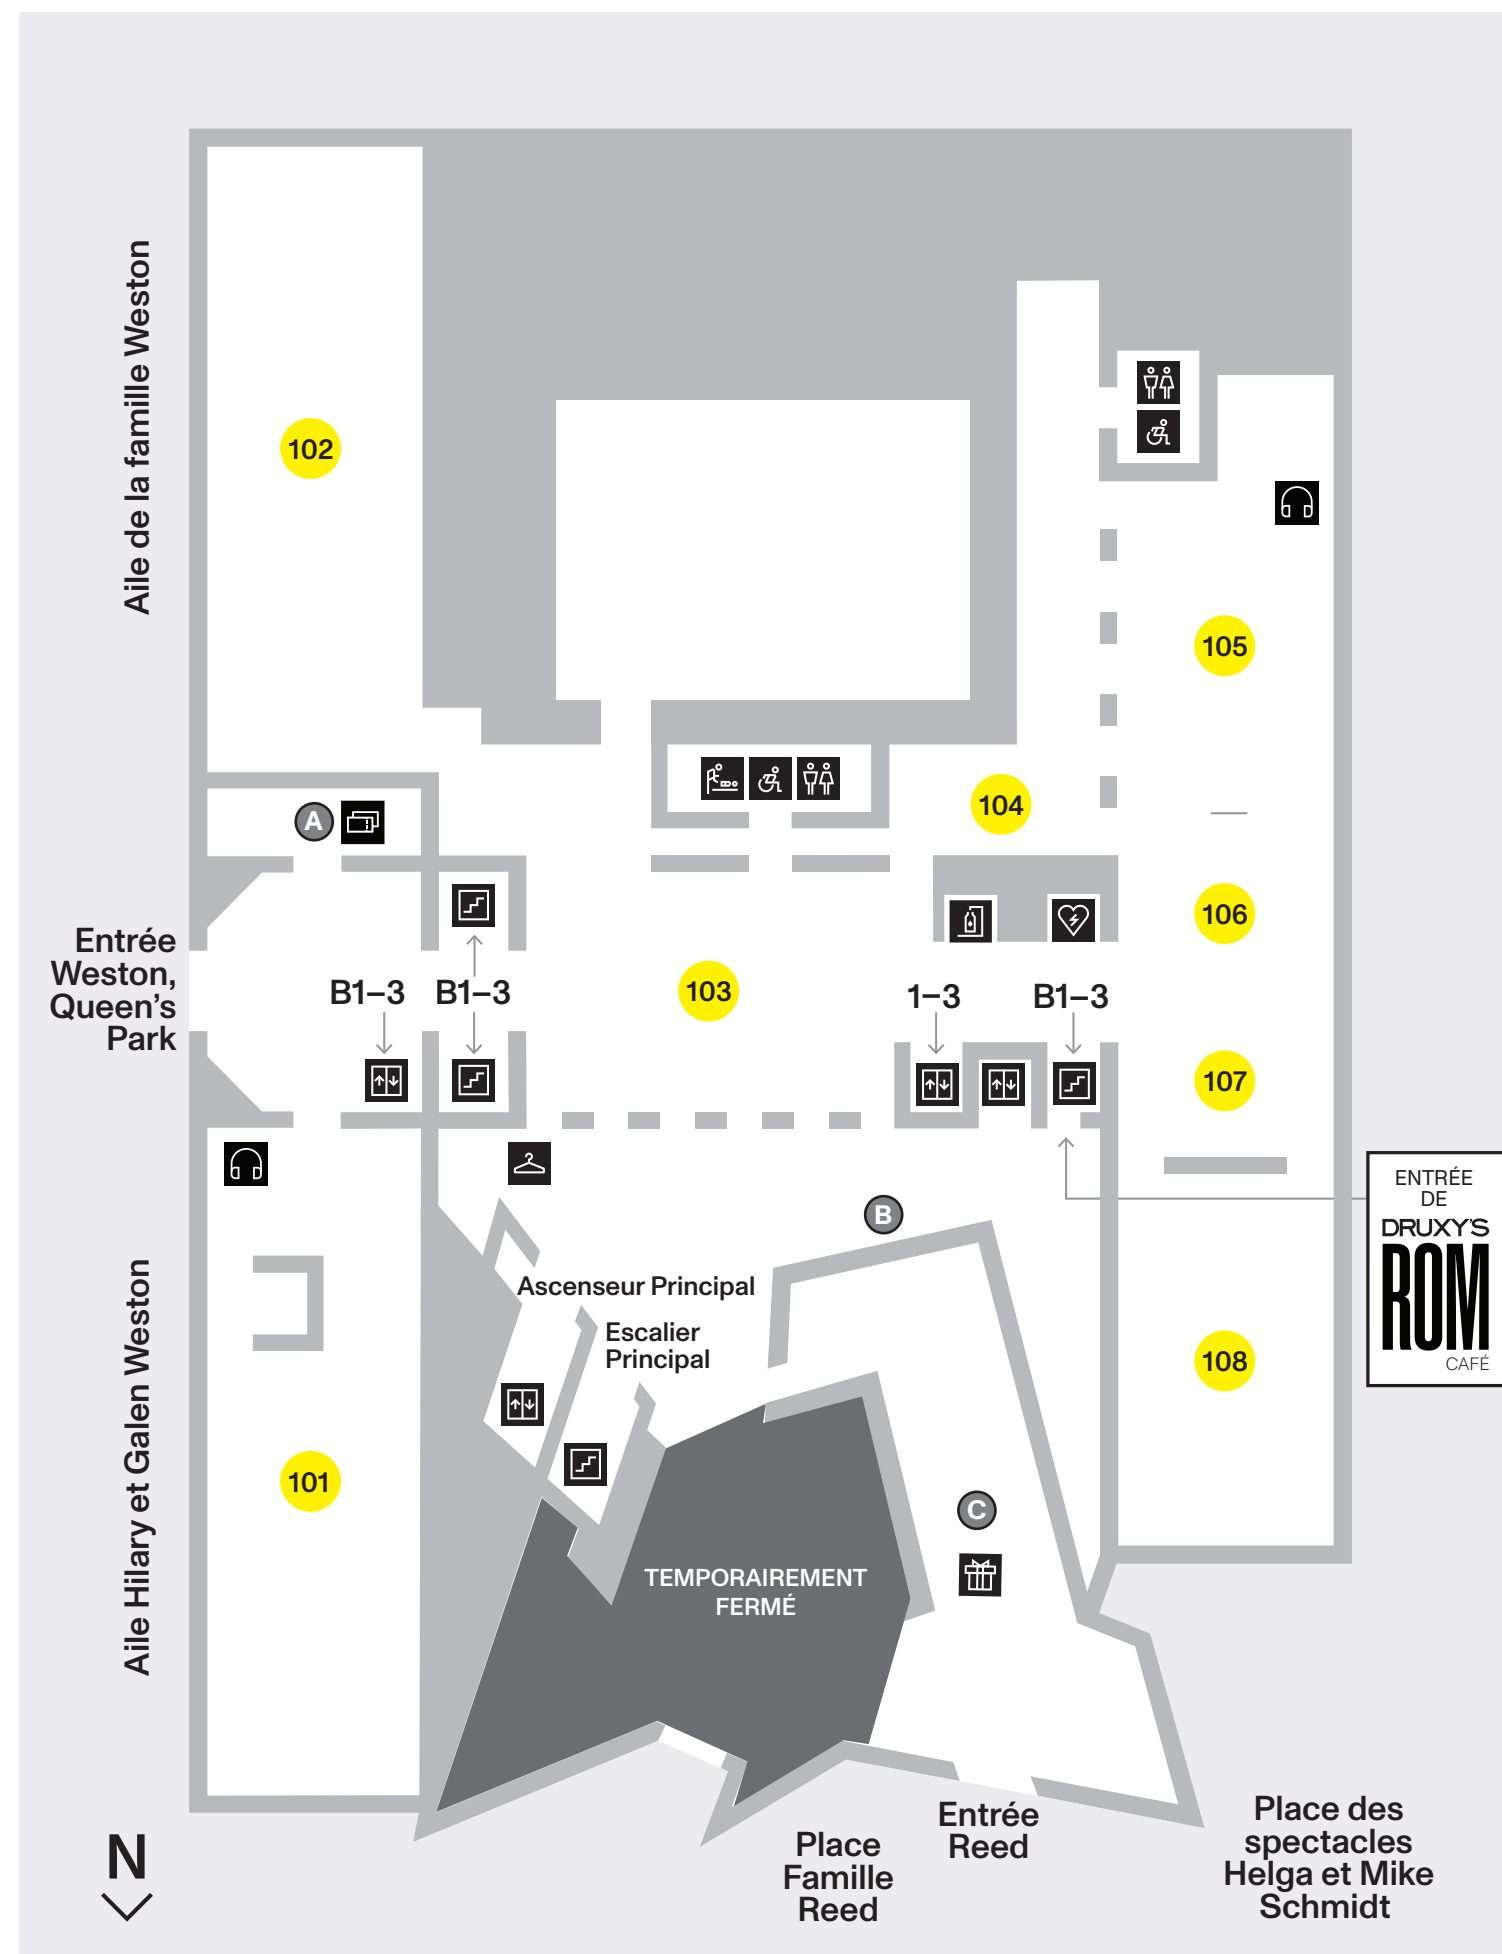 Aile de la famille Weston
102
105
104
A
106
Entrée
Weston,
Queen's
Park
B1–3
B1–3
103
1–3
B1–3
107
ENTRÉE
DE
DRUXY'S
ROM
CAFÉ
B
Ascenseur Principal
Escalier
Principal
108
Aile Hilary et Galen Weston
101
C
TEMPORAIREMENT
FERMÉ
N
Place
Famille
Reed
Entrée
Reed
Place des
spectacles
Helga et Mike
Schmidt